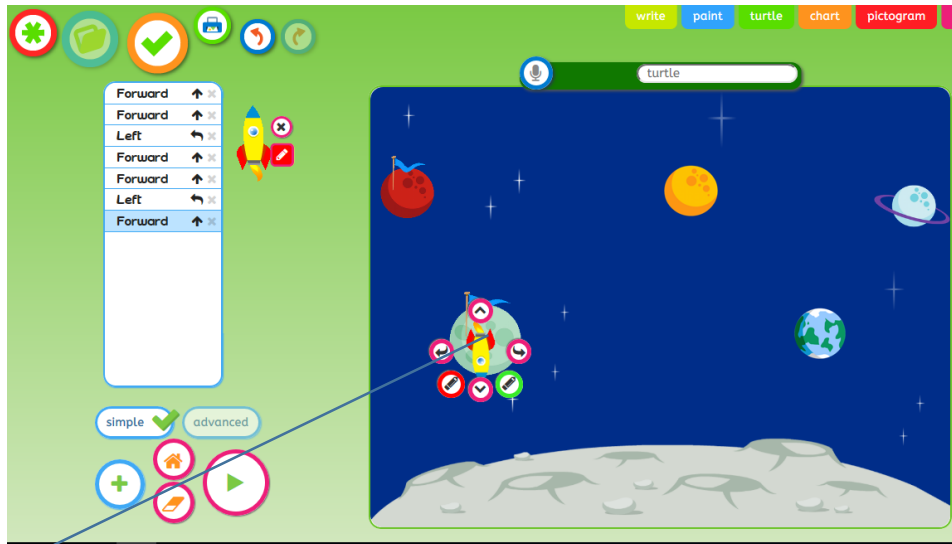 write paint turtle chart pictogram
turtle
Forward
Forward
Left
Forward
Forward
Left
Forward
simple advanced